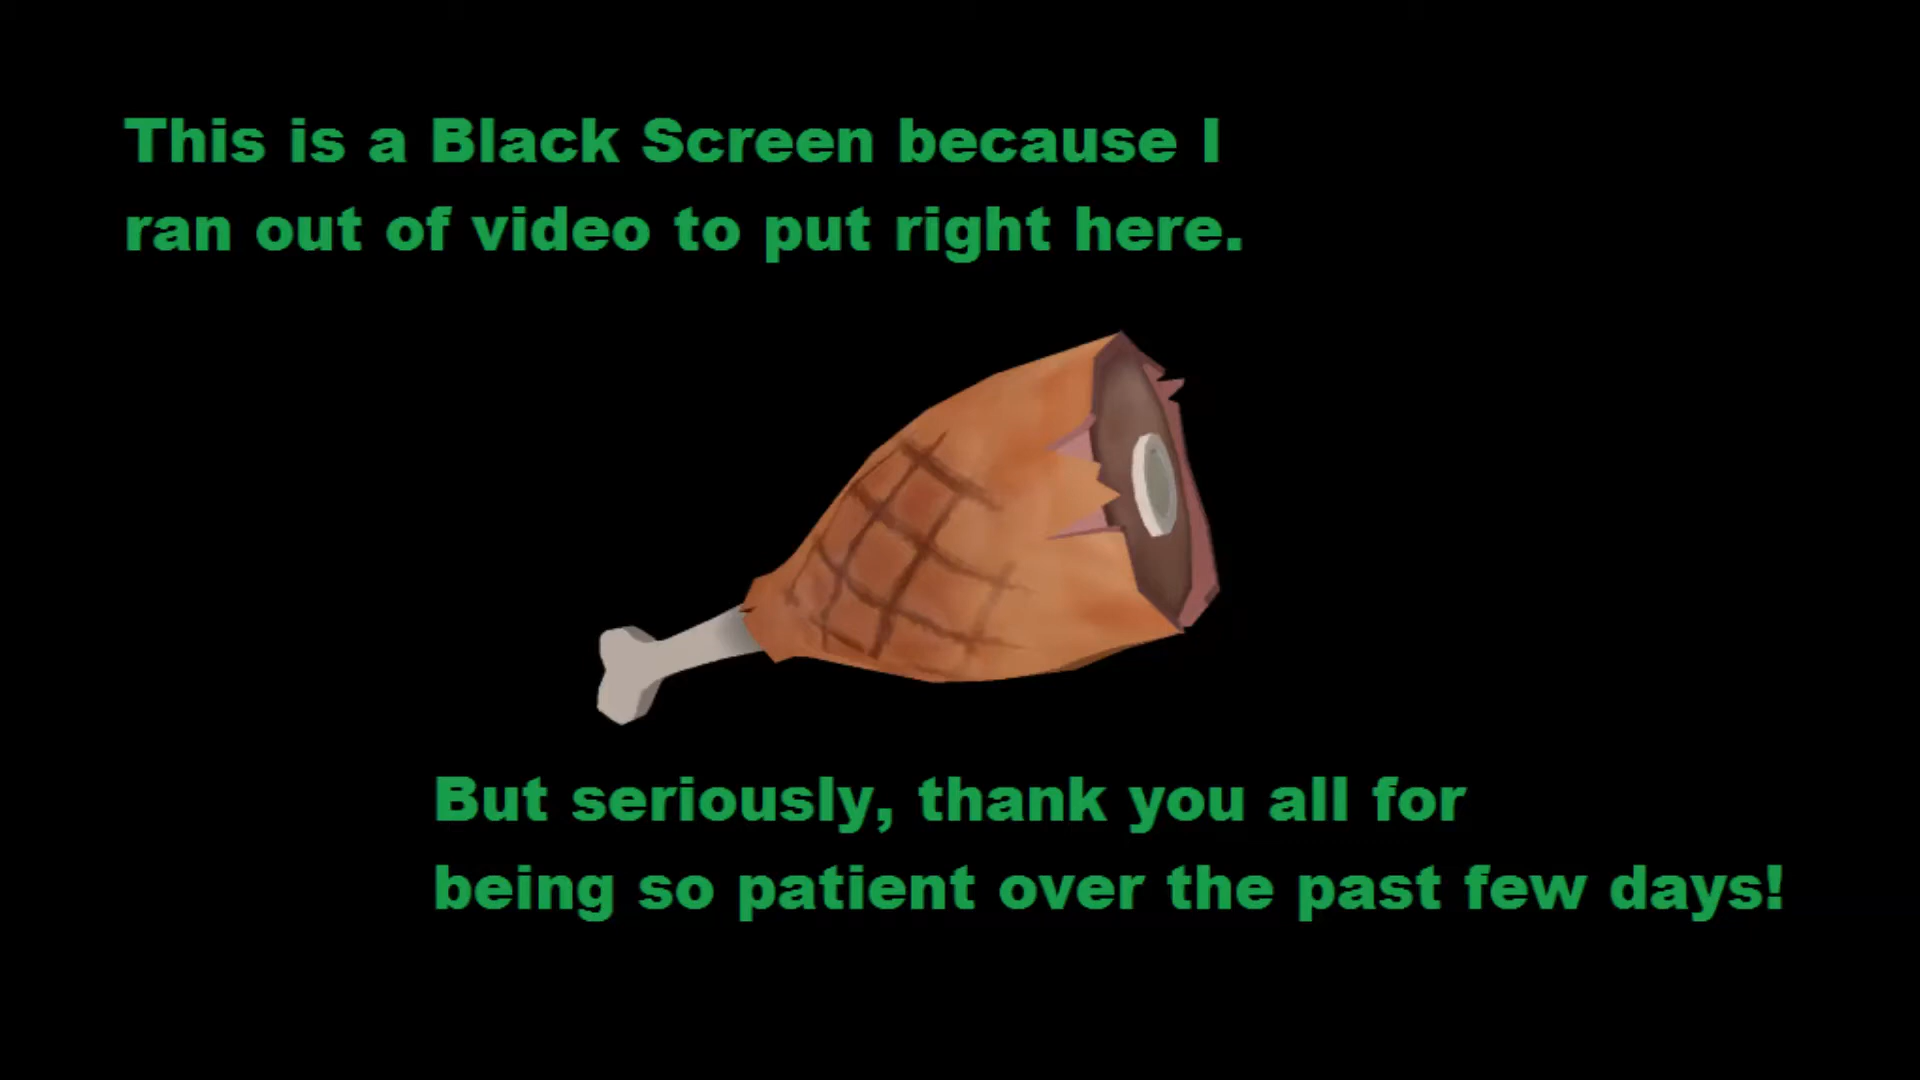 This is a Black Screen because I
ran out of video to put right here.
But seriously, thank you all for
being so patient over the past few days!